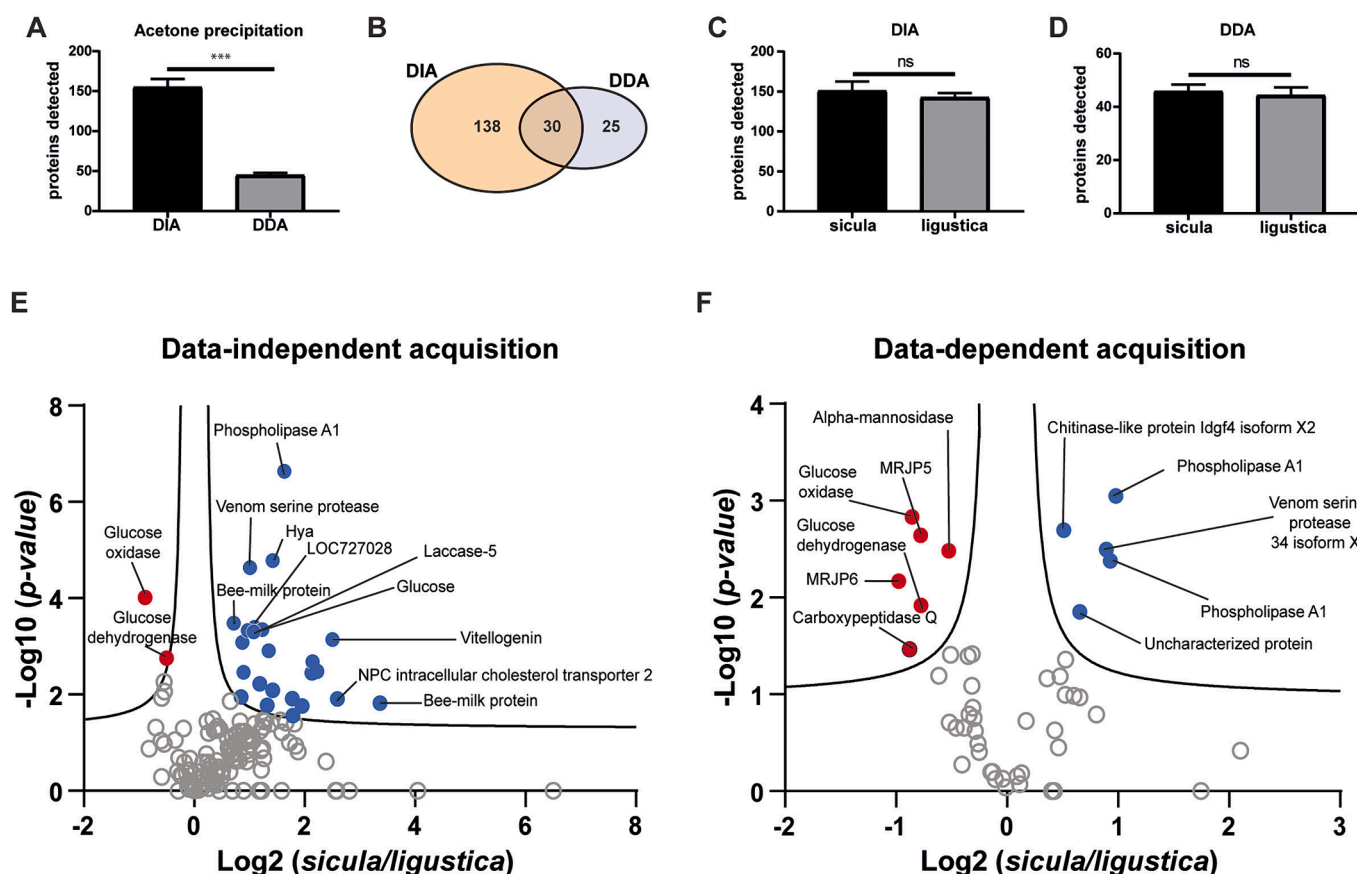 A
Acetone precipitation
***
200
150
100
50
0
proteins detected
DIA
DDA
B
DIA
DDA
138
30
25
C
DIA
ns
200
150
100
50
0
proteins detected
sicula
ligustica
D
DDA
ns
60
40
20
0
proteins detected
sicula
ligustica
E
Data-independent acquisition
8
6
4
2
0
-Log10 (p-value)
Phospholipase A1
Venom serine protease
Hya
LOC727028
Laccase-5
Glucose
Bee-milk protein
Glucose
oxidase
Glucose
dehydrogenase
Vitellogenin
NPC intracellular cholesterol transporter 2
Bee-milk protein
-2
0
2
4
6
8
Log2 (sicula/ligustica)
F
Data-dependent acquisition
4
3
2
1
0
-Log10 (p-value)
Alpha-mannosidase
Glucose
oxidase
MRJP5
Glucose
dehydrogenase
MRJP6
Carboxypeptidase Q
Chitinase-like protein Idgf4 isoform X2
Phospholipase A1
Venom serin
protease
34 isoform X
Phospholipase A1
Uncharacterized protein
-2
-1
0
1
2
3
Log2 (sicula/ligustica)